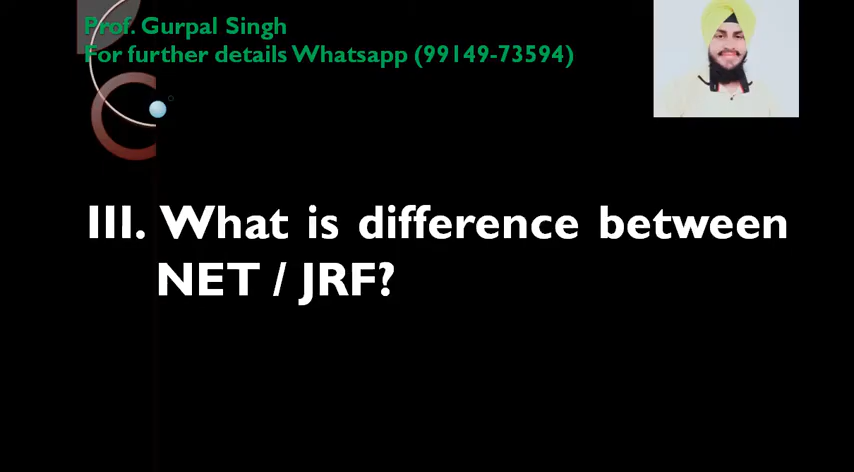 Prof. Gurpal Singh
For further details Whatsapp (99149-73594)
III. What is difference between
NET / JRF?